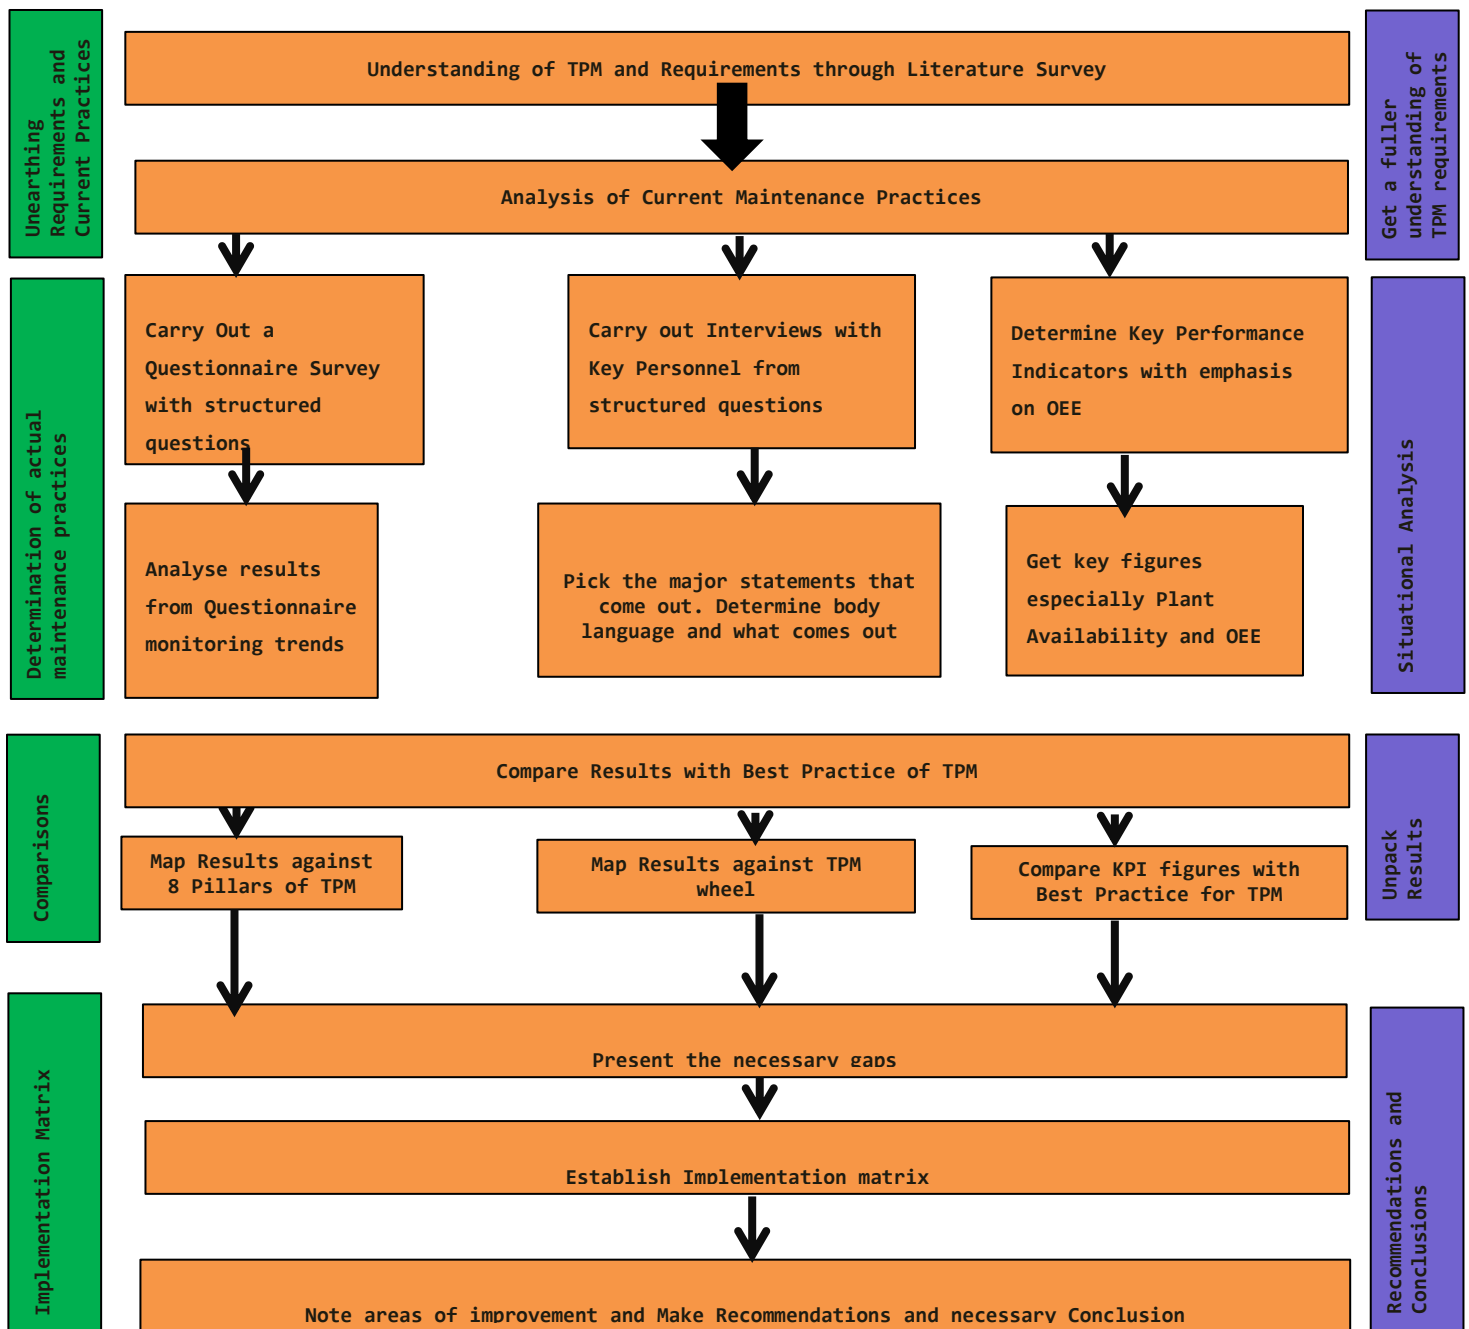 Unearthing
Requirements and
Current Practices
Understanding of TPM and Requirements through Literature Survey
Get a fuller
understanding of
TPM requirements
Analysis of Current Maintenance Practices
Determination of actual
maintenance practices
Carry Out a
Questionnaire Survey
with structured
questions
Carry out Interviews with
Key Personnel from
structured questions
Determine Key Performance
Indicators with emphasis
on OEE
Situational Analysis
Analyse results
from Questionnaire
monitoring trends
Pick the major statements that
come out. Determine body
language and what comes out
Get key figures
especially Plant
Availability and OEE
Comparisons
Compare Results with Best Practice of TPM
Unpack
Results
Map Results against
8 Pillars of TPM
Map Results against TPM
wheel
Compare KPI figures with
Best Practice for TPM
Implementation Matrix
Present the necessary gaps
Recommendations and
Conclusions
Establish Implementation matrix
Note areas of improvement and Make Recommendations and necessary Conclusion